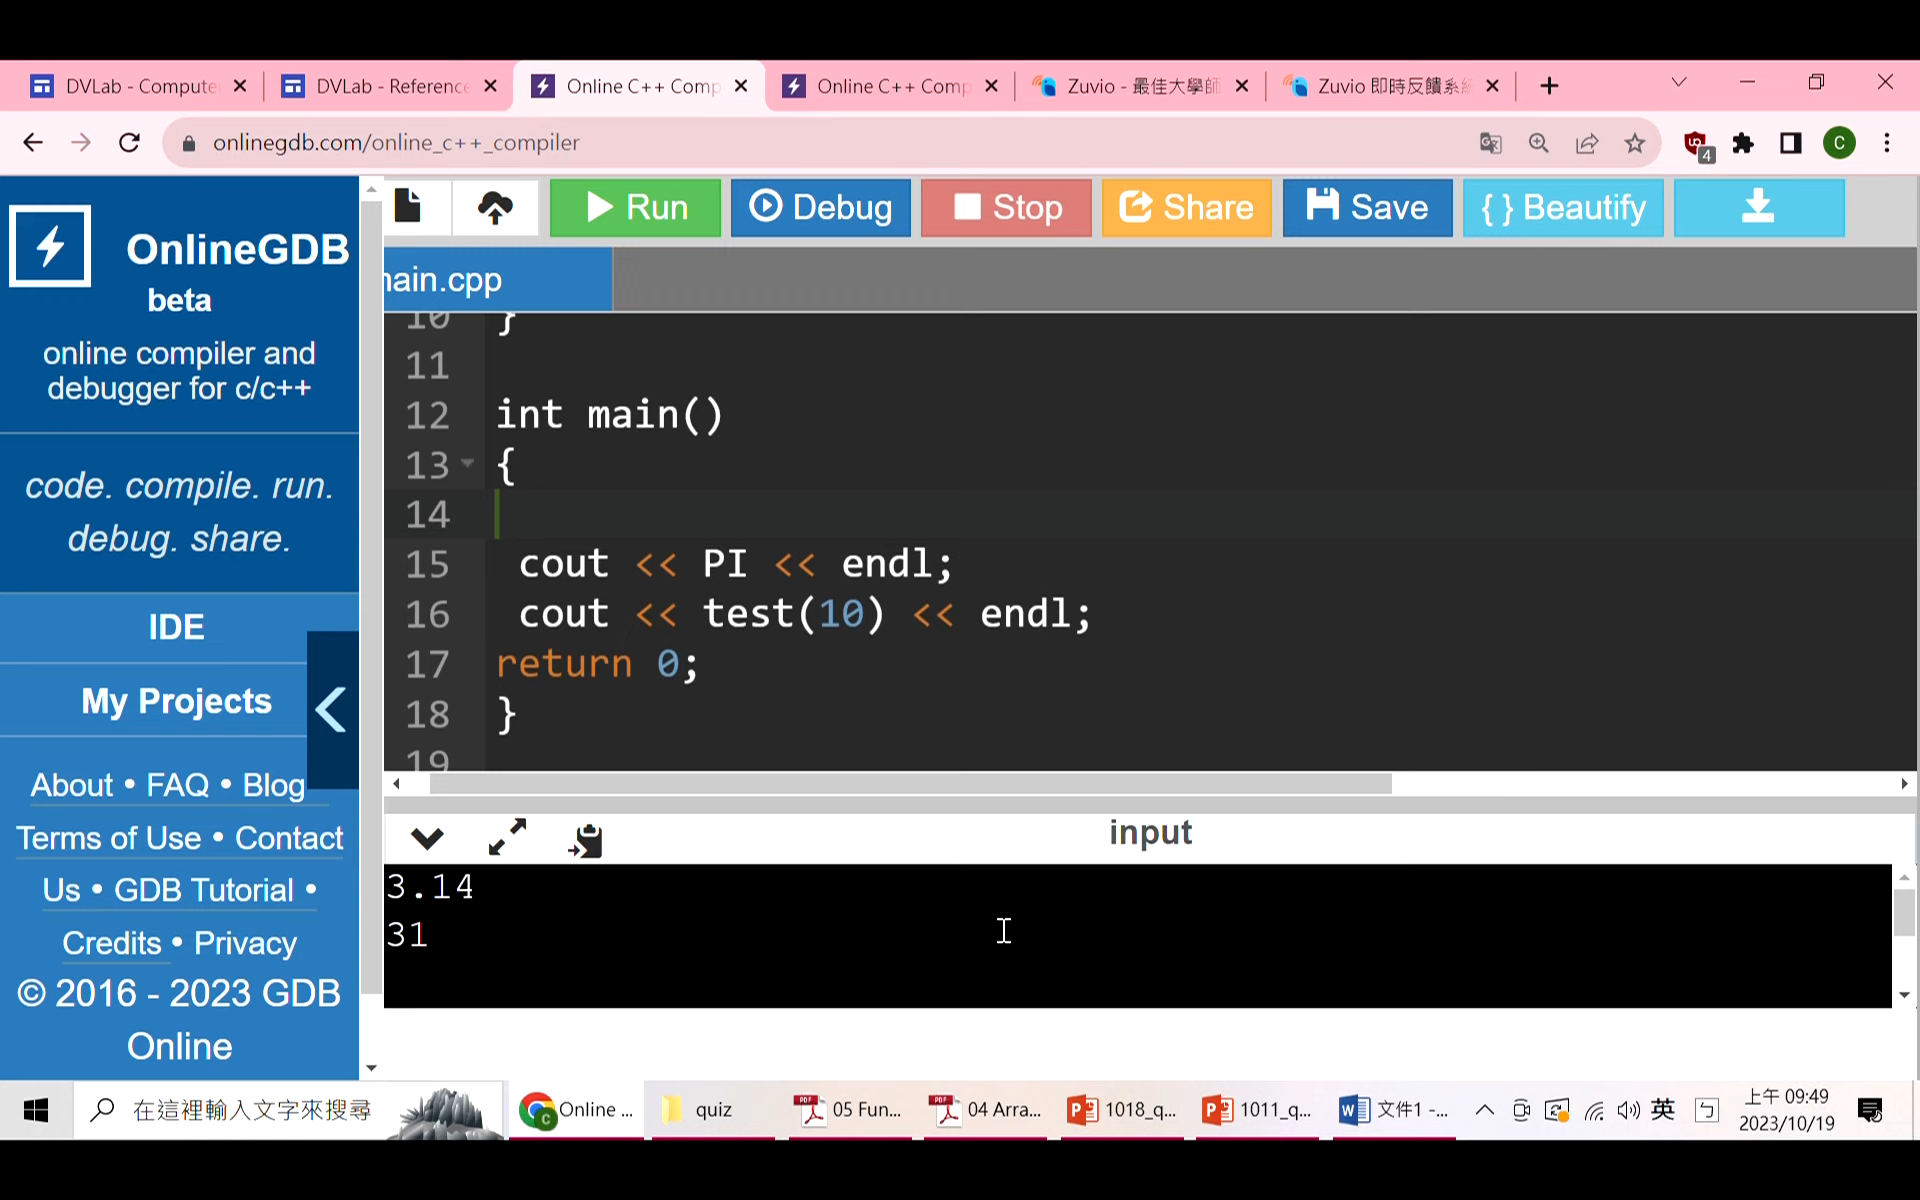 DVLab - Compute
DVLab - Reference
Online C++ Comp
Online C++ Comp
Zuvio - 最佳大學師
Zuvio 即時反饋系統
onlinegdb.com/online_c++_compiler
4
C
OnlineGDB
beta
online compiler and
debugger for c/c++
code. compile. run.
debug. share.
IDE
My Projects
About • FAQ • Blog
Terms of Use • Contact
Us • GDB Tutorial •
Credits • Privacy
© 2016 - 2023 GDB
Online
Run
Debug
Stop
Share
Save
{ } Beautify
main.cpp
10 }
11
12 int main()
13 {
14
15 cout << PI << endl;
16 cout << test(10) << endl;
17 return 0;
18 }
19
input
3.14
31
在這裡輸入文字來搜尋
Online ...
quiz
05 Fun...
04 Arra...
1018_q...
1011_q...
文件1 -...
英
上午 09:49
2023/10/19